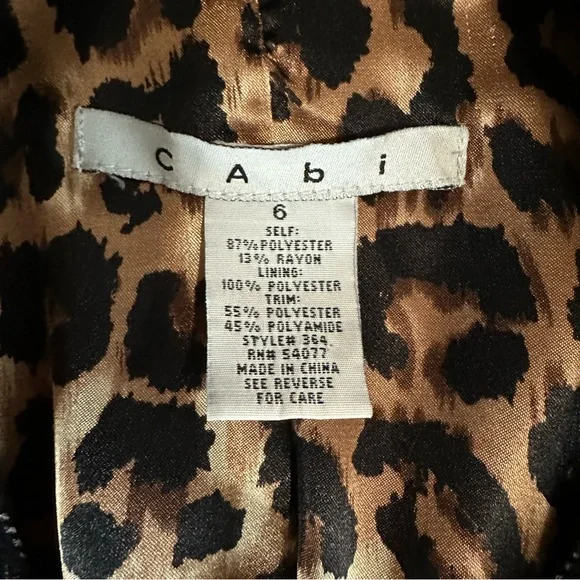 cAbi
6
SELF:
87% POLYESTER
13% RAYON
LINING:
100% POLYESTER
TRIM:
55% POLYESTER
45% POLYAMIDE
STYLE# 364
RN# 54077
MADE IN CHINA
SEE REVERSE
FOR CARE